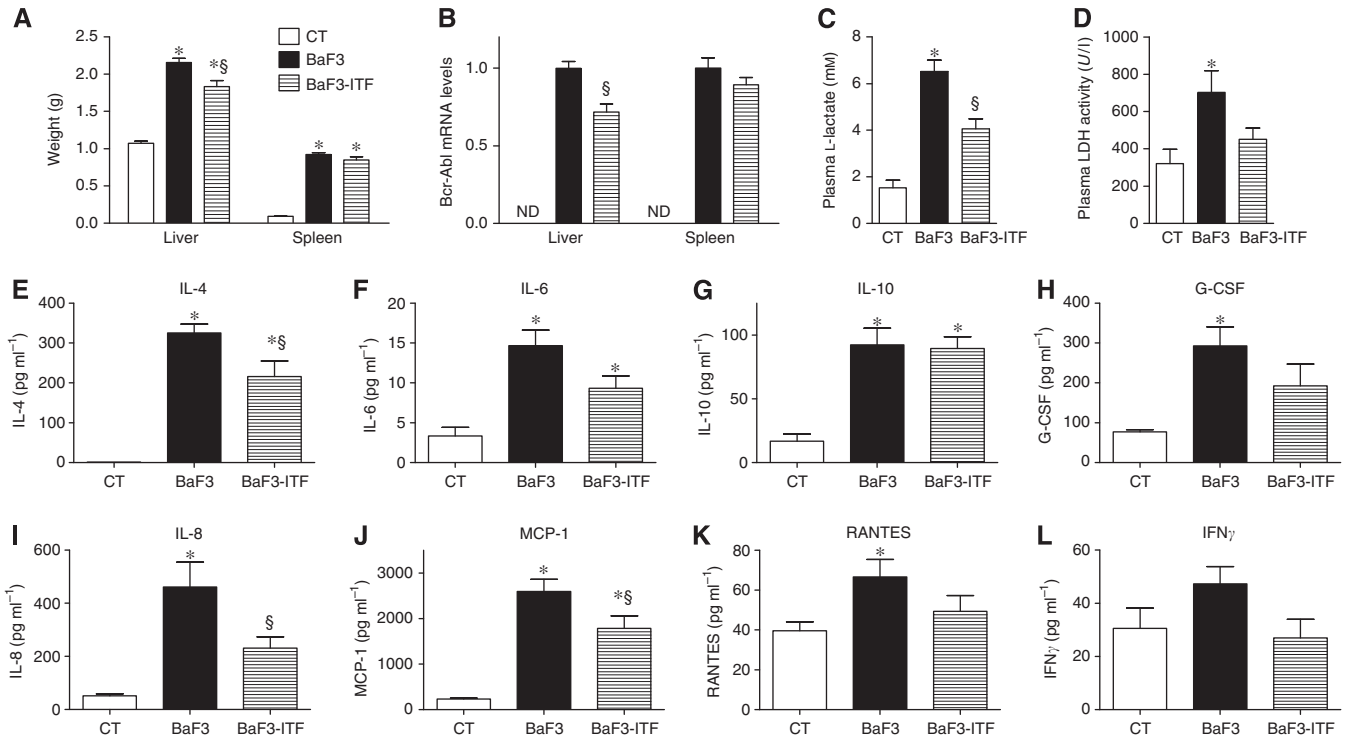 A
Weight (g)
2.5
2.0
1.5
1.0
0.5
0.0
CT
BaF3
BaF3-ITF
*
*§
*
*
Liver
Spleen
B
Bcr-Abl mRNA levels
1.0
0.5
0.0
§
ND
ND
Liver
Spleen
C
Plasma L-lactate (mM)
8
6
4
2
0
*
§
CT
BaF3
BaF3-ITF
D
Plasma LDH activity (U/l)
1000
800
600
400
200
0
*
CT
BaF3
BaF3-ITF
E
IL-4
IL-4 (pg ml−1)
400
300
200
100
0
*
*§
CT
BaF3
BaF3-ITF
F
IL-6
IL-6 (pg ml−1)
20
15
10
5
0
*
*
CT
BaF3
BaF3-ITF
G
IL-10
IL-10 (pg ml−1)
100
50
0
*
*
CT
BaF3
BaF3-ITF
H
G-CSF
G-CSF (pg ml−1)
400
300
200
100
0
*
CT
BaF3
BaF3-ITF
I
IL-8
IL-8 (pg ml−1)
600
400
200
0
*
§
CT
BaF3
BaF3-ITF
J
MCP-1
MCP-1 (pg ml−1)
3000
2000
1000
0
*
*§
CT
BaF3
BaF3-ITF
K
RANTES
RANTES (pg ml−1)
80
60
40
20
0
*
CT
BaF3
BaF3-ITF
L
IFNγ
IFNγ (pg ml−1)
60
40
20
0
CT
BaF3
BaF3-ITF